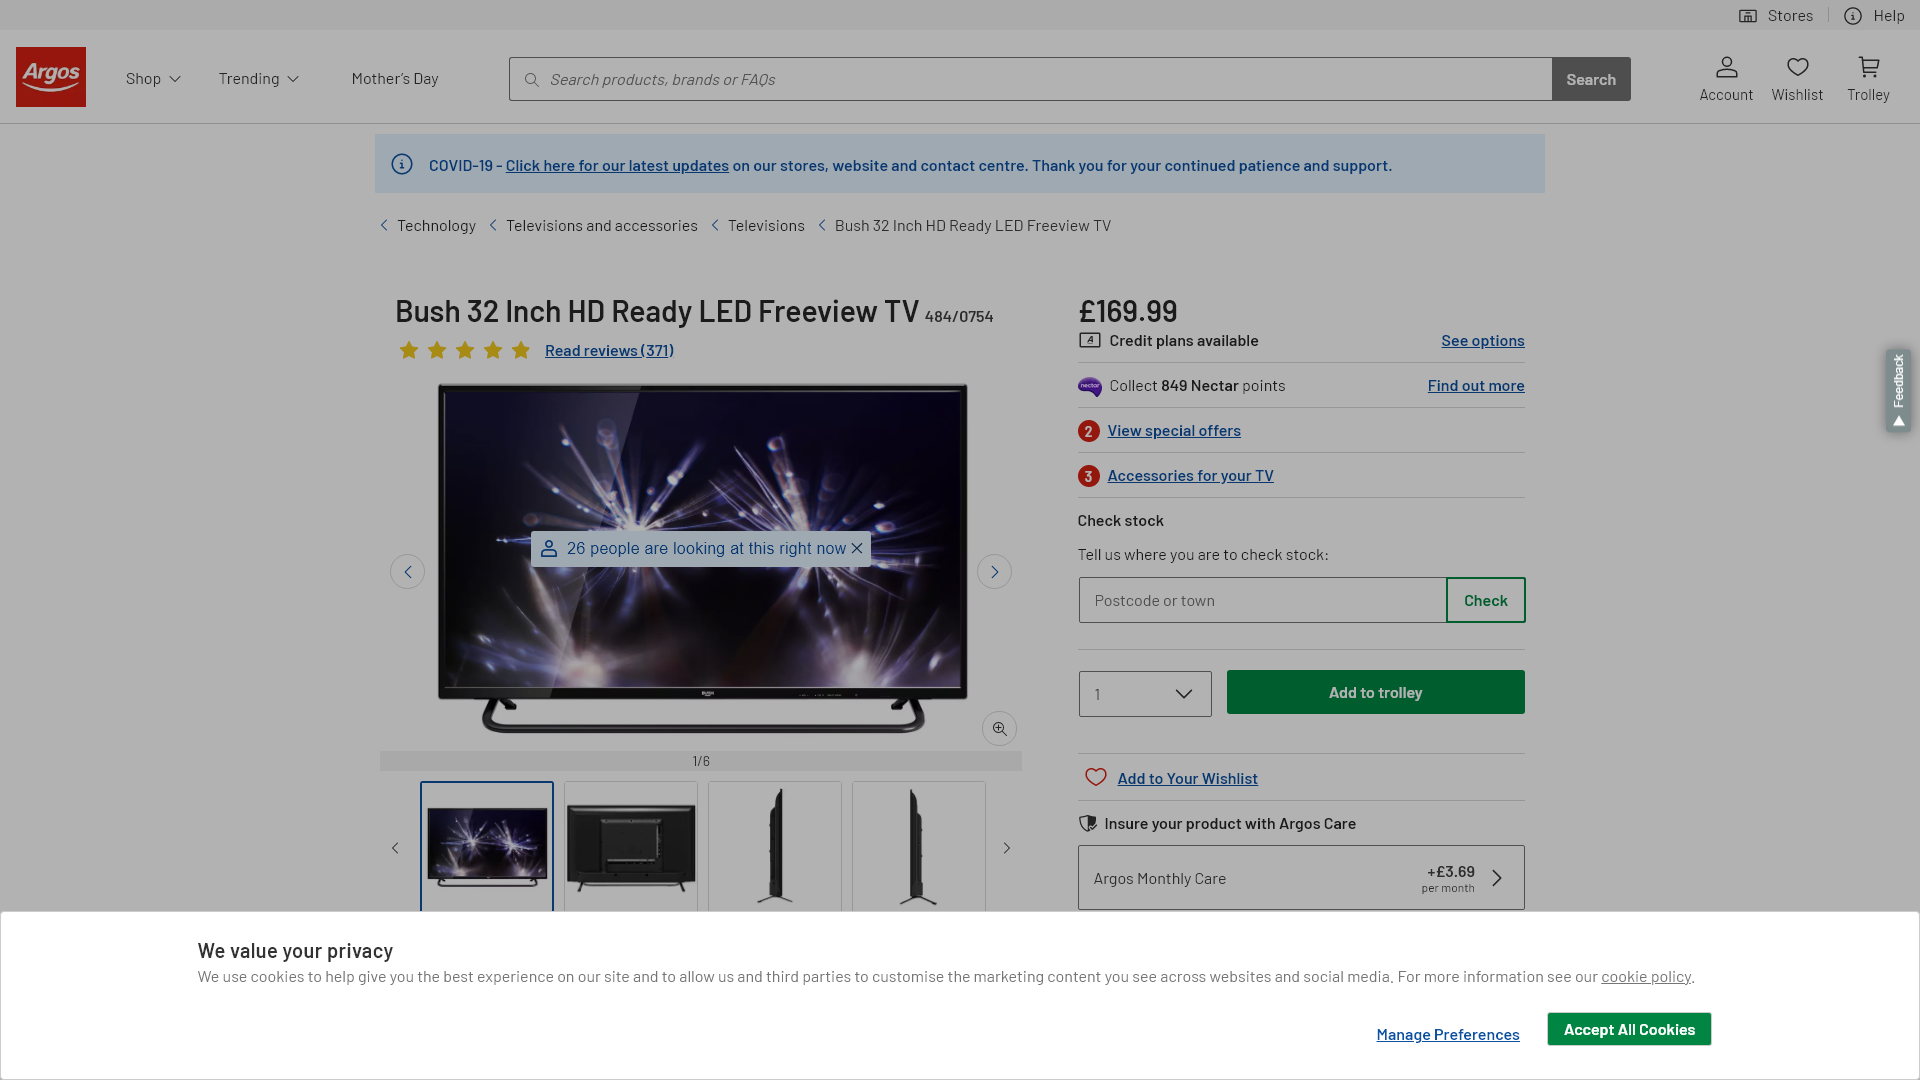 Stores
Help
Argos
Shop
Trending
Mother's Day
Search products, brands or FAQs
Search
Account
Wishlist
Trolley
COVID-19 - Click here for our latest updates on our stores, website and contact centre. Thank you for your continued patience and support.
Technology
Televisions and accessories
Televisions
Bush 32 Inch HD Ready LED Freeview TV
Bush 32 Inch HD Ready LED Freeview TV 484/0754
Read reviews (371)
26 people are looking at this right now
BUSH
1/6
£169.99
Credit plans available
See options
nectar
Collect 849 Nectar points
Find out more
2 View special offers
3 Accessories for your TV
Check stock
Tell us where you are to check stock:
Postcode or town
Check
1
Add to trolley
Add to Your Wishlist
Insure your product with Argos Care
Argos Monthly Care
+£3.69
per month
Feedback
We value your privacy
We use cookies to help give you the best experience on our site and to allow us and third parties to customise the marketing content you see across websites and social media. For more information see our cookie policy.
Manage Preferences
Accept All Cookies